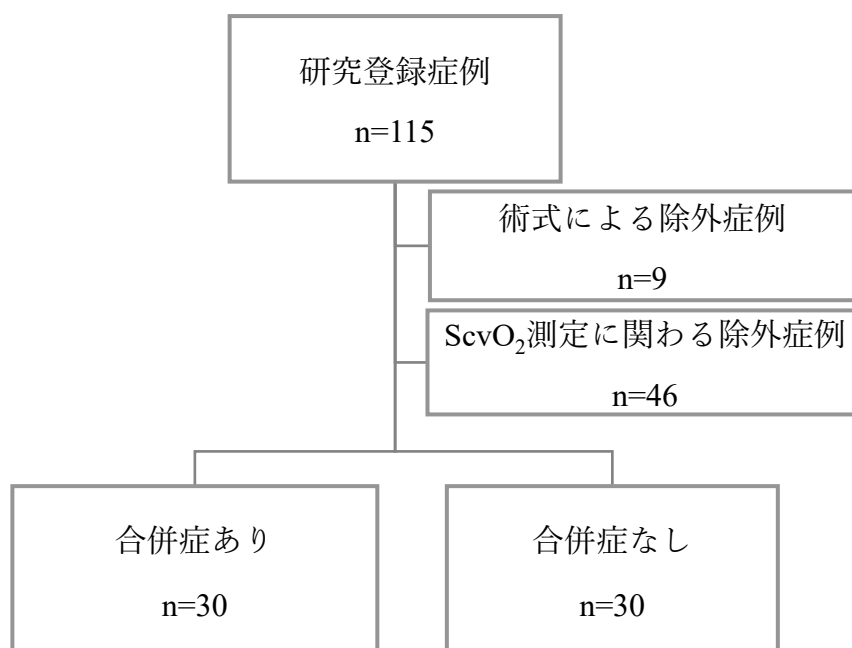 研究登録症例
n=115
術式による除外症例
n=9
ScvO₂測定に関わる除外症例
n=46
合併症あり
n=30
合併症なし
n=30